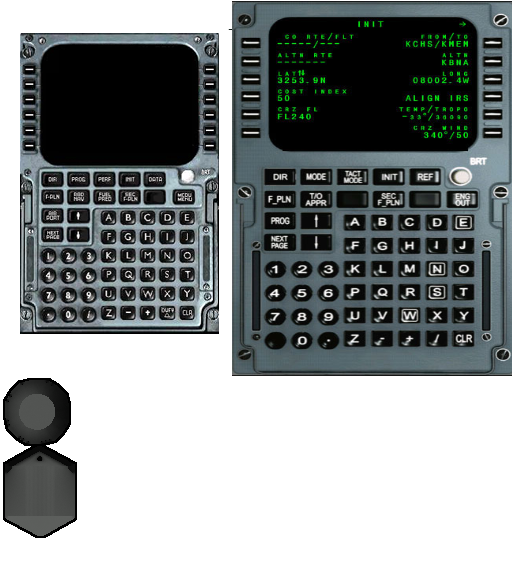 BRT
DIR PROG PERF INIT DATA
F-PLN RAD NAV FUEL PRED SEC F-PLN MCDU MENU
AIR PORT ↑ A B C D E
NEXT PAGE ↓ F G H I J
1 2 3 K L M N O
4 5 6 P Q R S T
7 8 9 U V W X Y
0 / Z - + OVFY CLR
INIT →
CO RTE/FLT FROM/TO
-----/--- KCHS/KMEM
ALTN RTE ALTN
------- KBNA
LAT LONG
3253.9N 08002.4W
COST INDEX
50 ALIGN IRS
CRZ FL TEMP/TROPO
FL240 -33°/36090
CRZ WIND
340°/50
BRT
DIR MODE TACT MODE INIT REF
F_PLN T/O APPR SEC F_PLN ENG OUT
PROG ↑ A B C D E
NEXT PAGE ↓ F G H I J
1 2 3 K L M N O
4 5 6 P Q R S T
7 8 9 U V W X Y
0 . Z - + / CLR